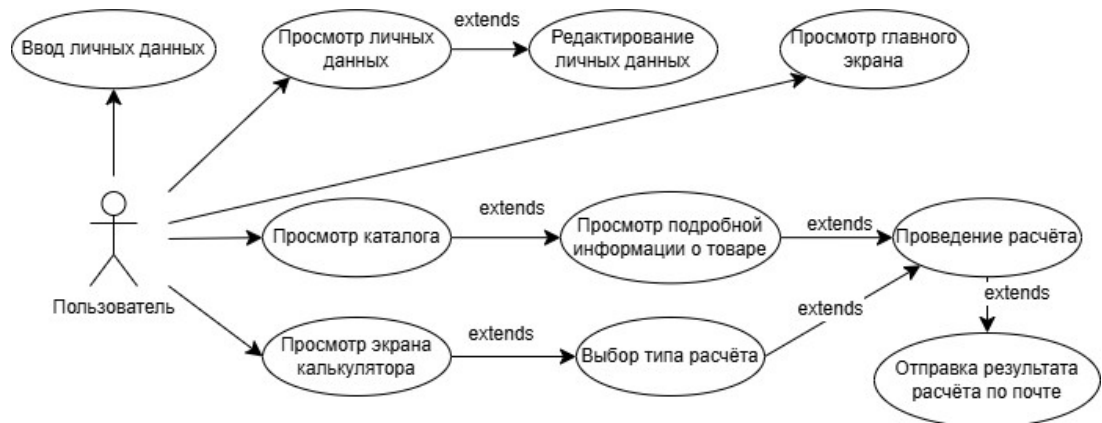 Ввод личных данных
Просмотр личных
данных
extends
Редактирование
личных данных
Просмотр главного
экрана
Пользователь
Просмотр каталога
extends
Просмотр подробной
информации о товаре
extends
Проведение расчёта
extends
Просмотр экрана
калькулятора
extends
Выбор типа расчёта
extends
Отправка результата
расчёта по почте